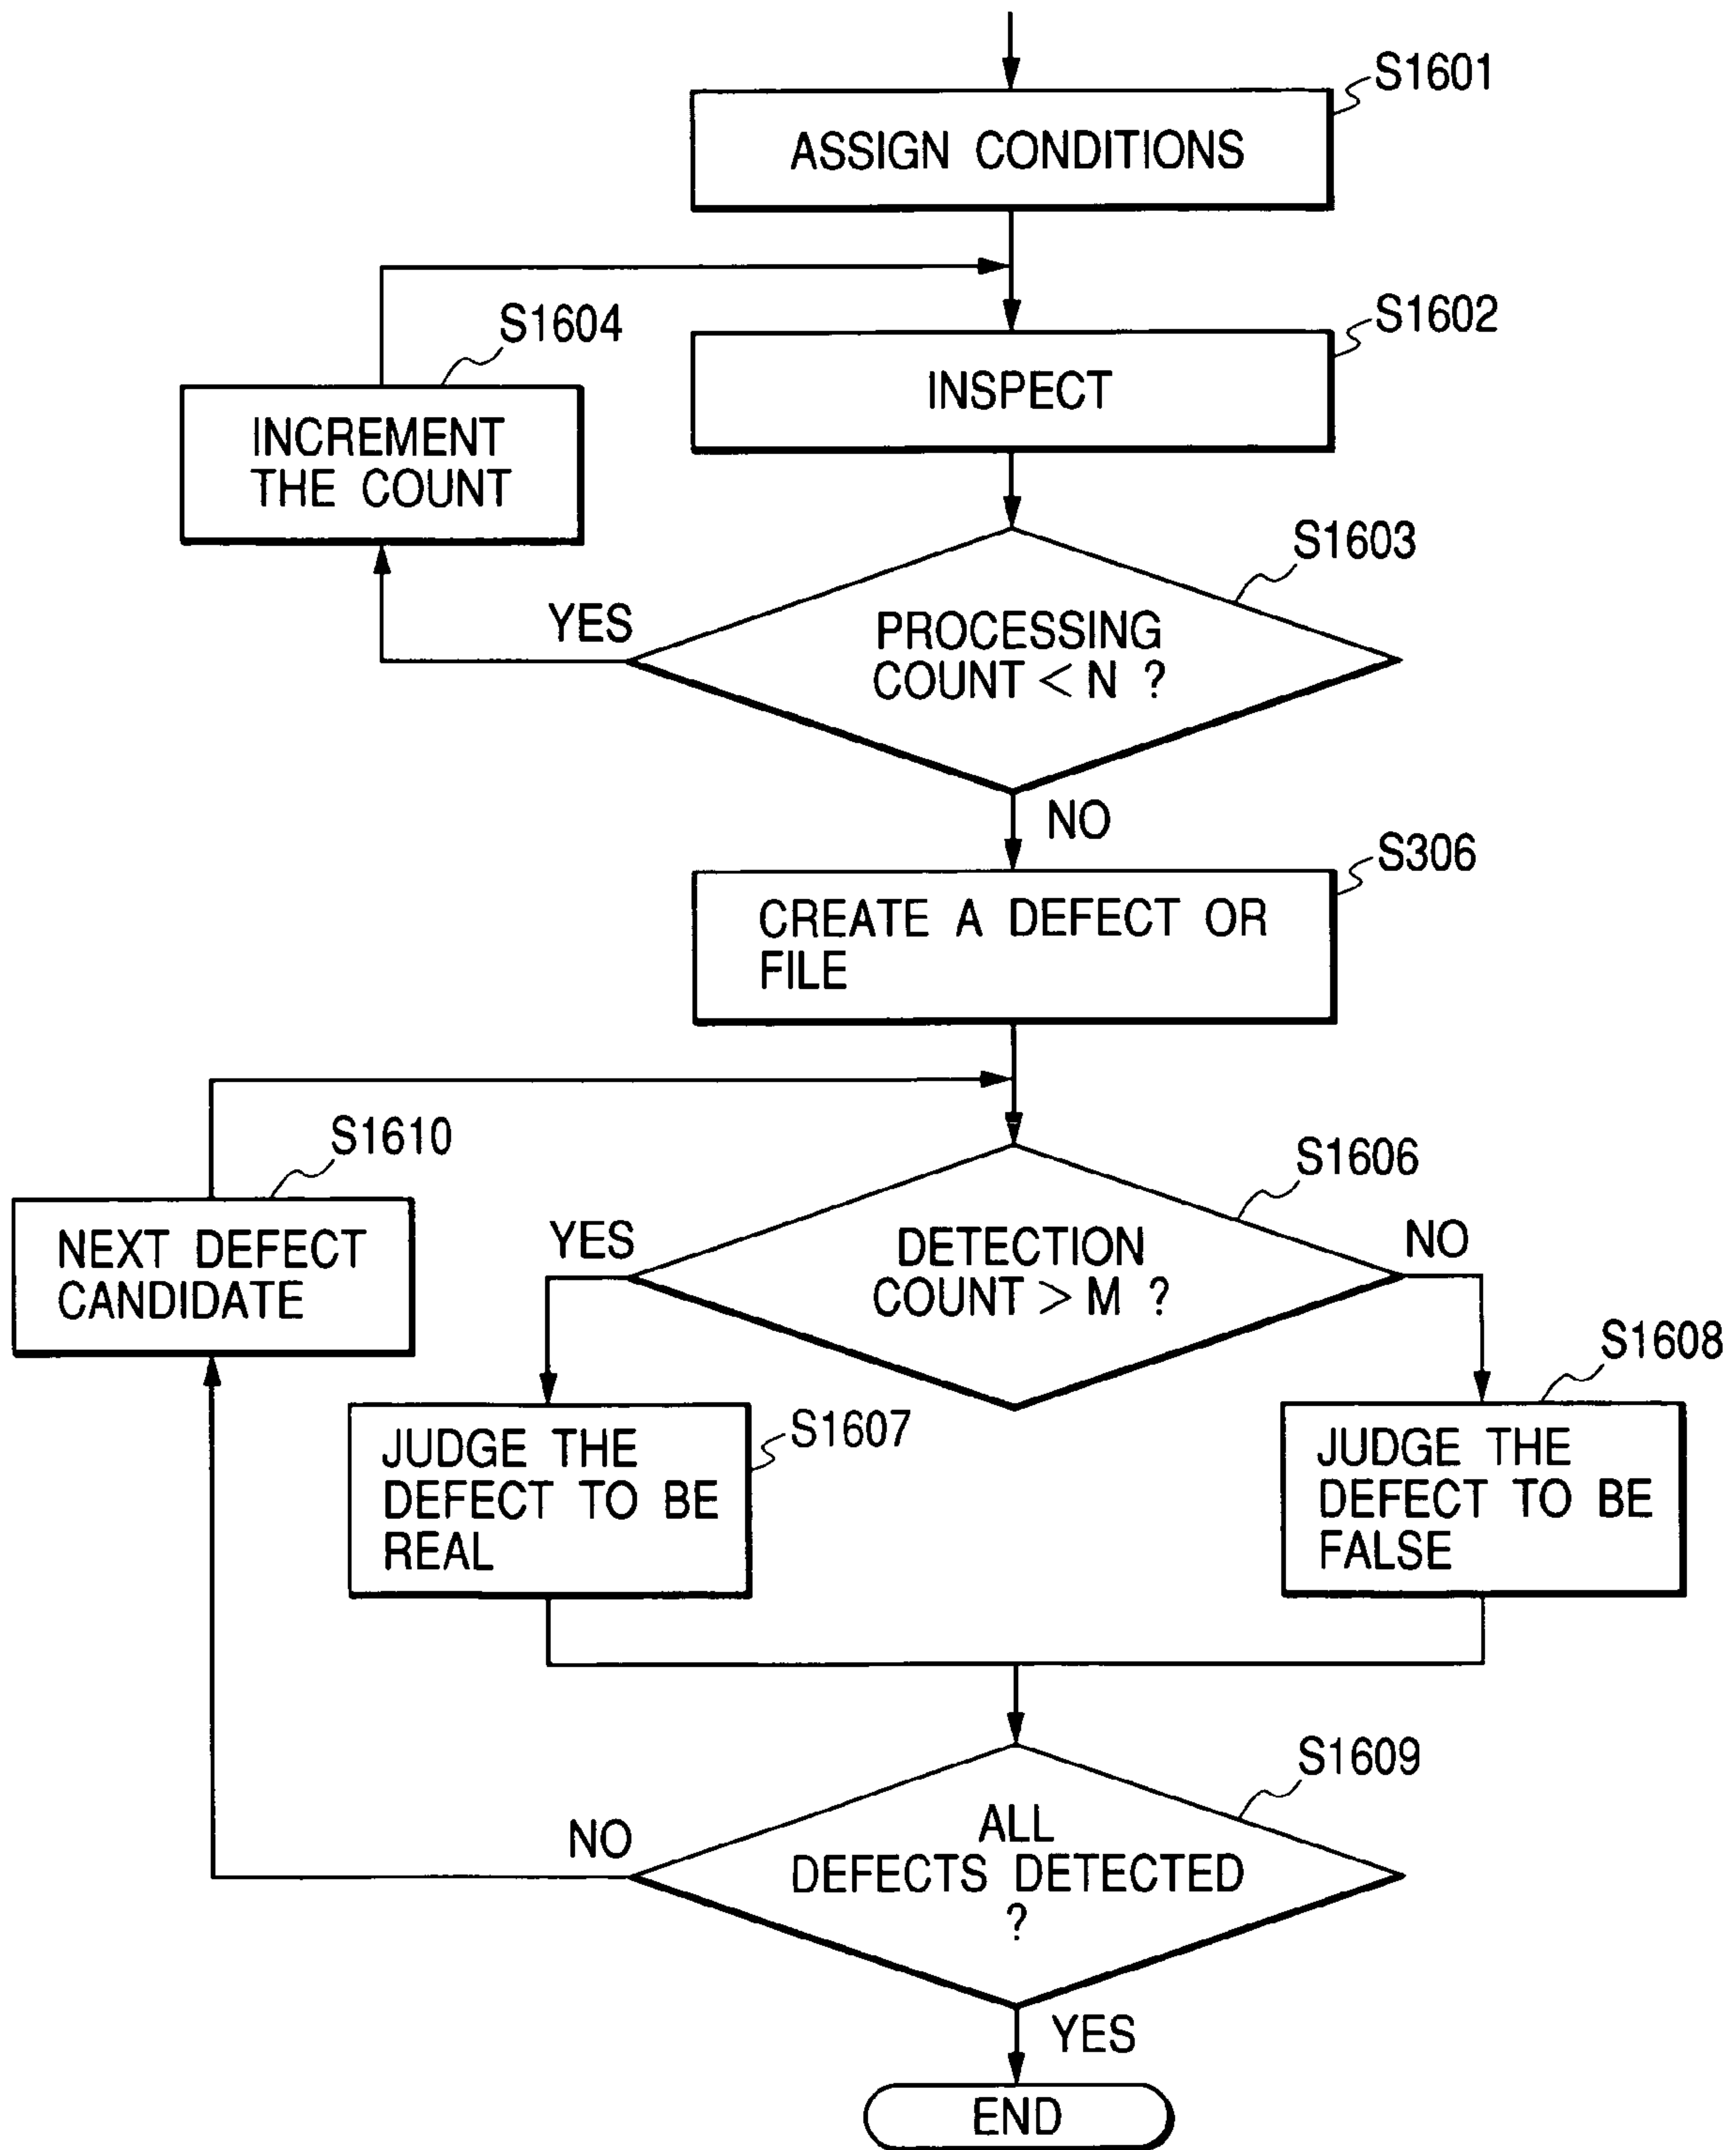 S1601
ASSIGN CONDITIONS
S1604
S1602
INSPECT
INCREMENT
THE COUNT
S1603
YES
PROCESSING
COUNT < N ?
NO
S306
CREATE A DEFECT OR
FILE
S1610
S1606
NEXT DEFECT
CANDIDATE
YES
DETECTION
COUNT > M ?
NO
S1608
S1607
JUDGE THE
DEFECT TO BE
REAL
JUDGE THE
DEFECT TO BE
FALSE
S1609
NO
ALL
DEFECTS DETECTED
?
YES
END